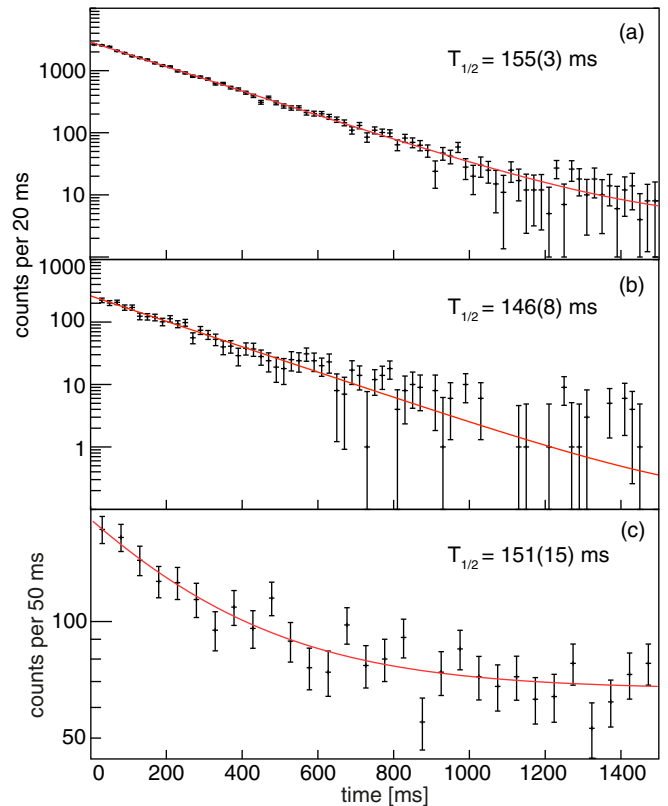 (a)
T1/2 = 155(3) ms
1000
100
10
counts per 20 ms
(b)
T1/2 = 146(8) ms
1000
100
10
1
(c)
T1/2 = 151(15) ms
100
50
counts per 50 ms
0 200 400 600 800 1000 1200 1400
time [ms]